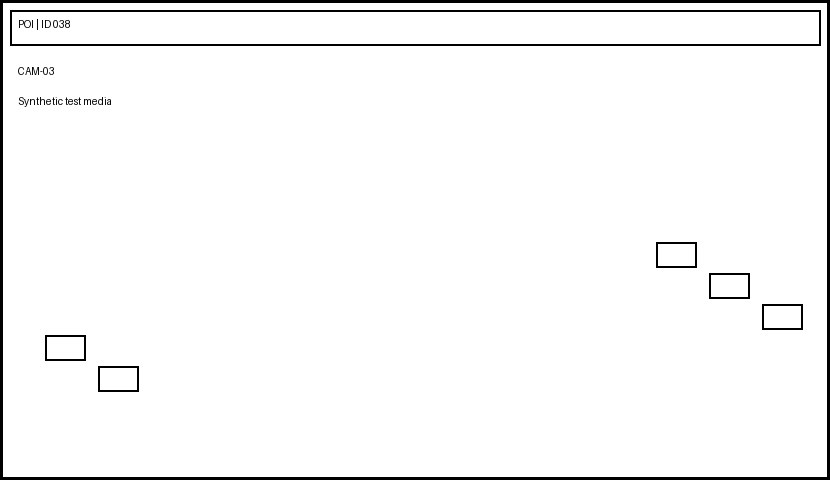 POI | ID 038
CAM-03
Synthetic test media